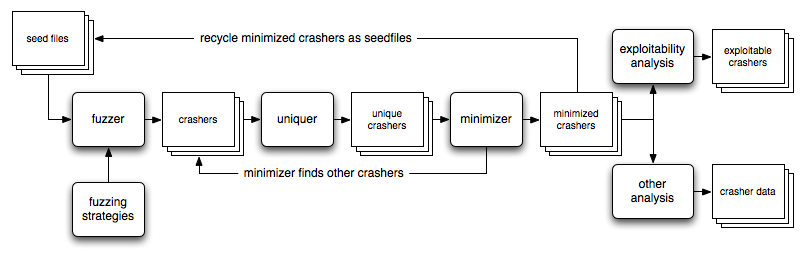 seed files
recycle minimized crashers as seedfiles
exploitability
analysis
exploitable
crashers
fuzzer
crashers
uniquer
unique
crashers
minimizer
minimized
crashers
minimizer finds other crashers
fuzzing
strategies
other
analysis
crasher data